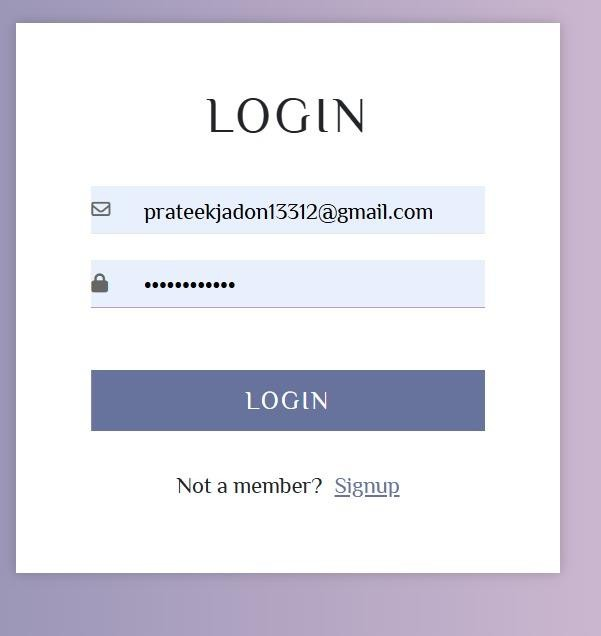 LOGIN
prateekjadon13312@gmail.com
••••••••••••
LOGIN
Not a member? Signup